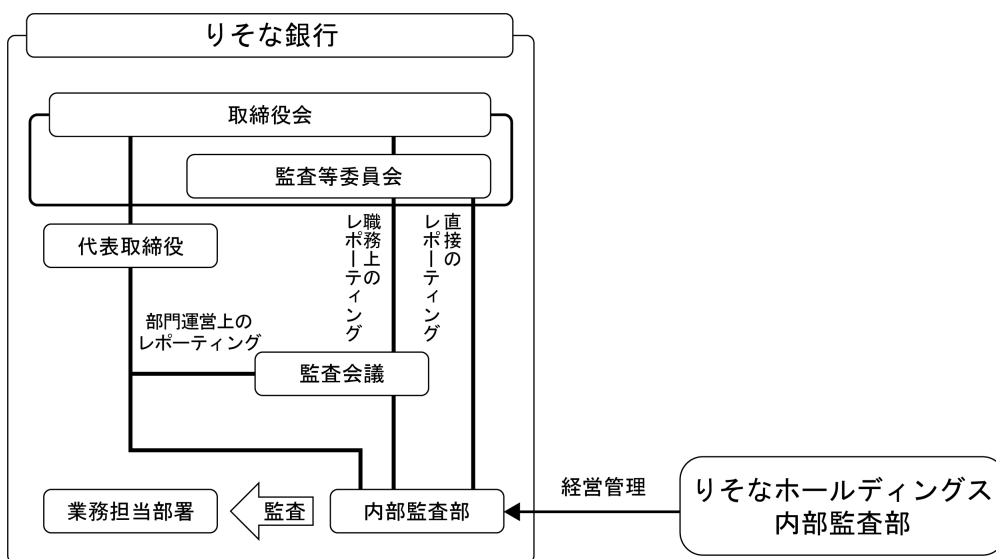 りそな銀行
取締役会
監査等委員会
代表取締役
職務上の
レポーティング
直接の
レポーティング
部門運営上の
レポーティング
監査会議
業務担当部署
監査
内部監査部
経営管理
りそなホールディングス
内部監査部